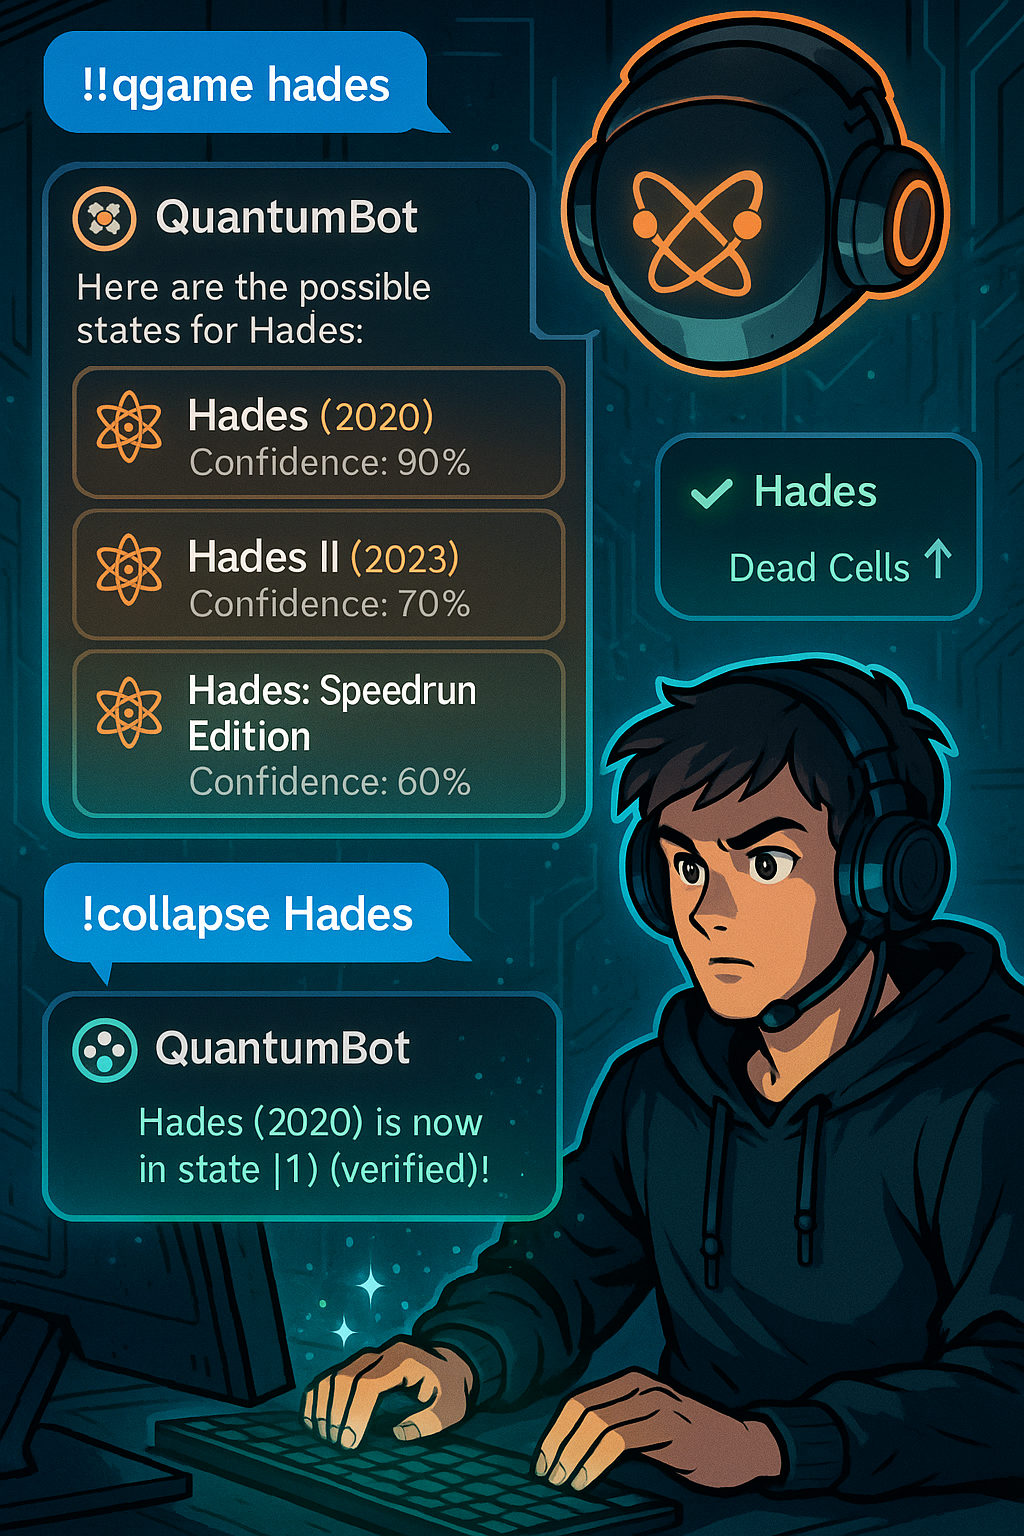 !!qgame hades
QuantumBot
Here are the possible
states for Hades:
Hades (2020)
Confidence: 90%
Hades II (2023)
Confidence: 70%
Hades: Speedrun
Edition
Confidence: 60%
✓ Hades
Dead Cells ↑
!collapse Hades
QuantumBot
Hades (2020) is now
in state |1) (verified)!